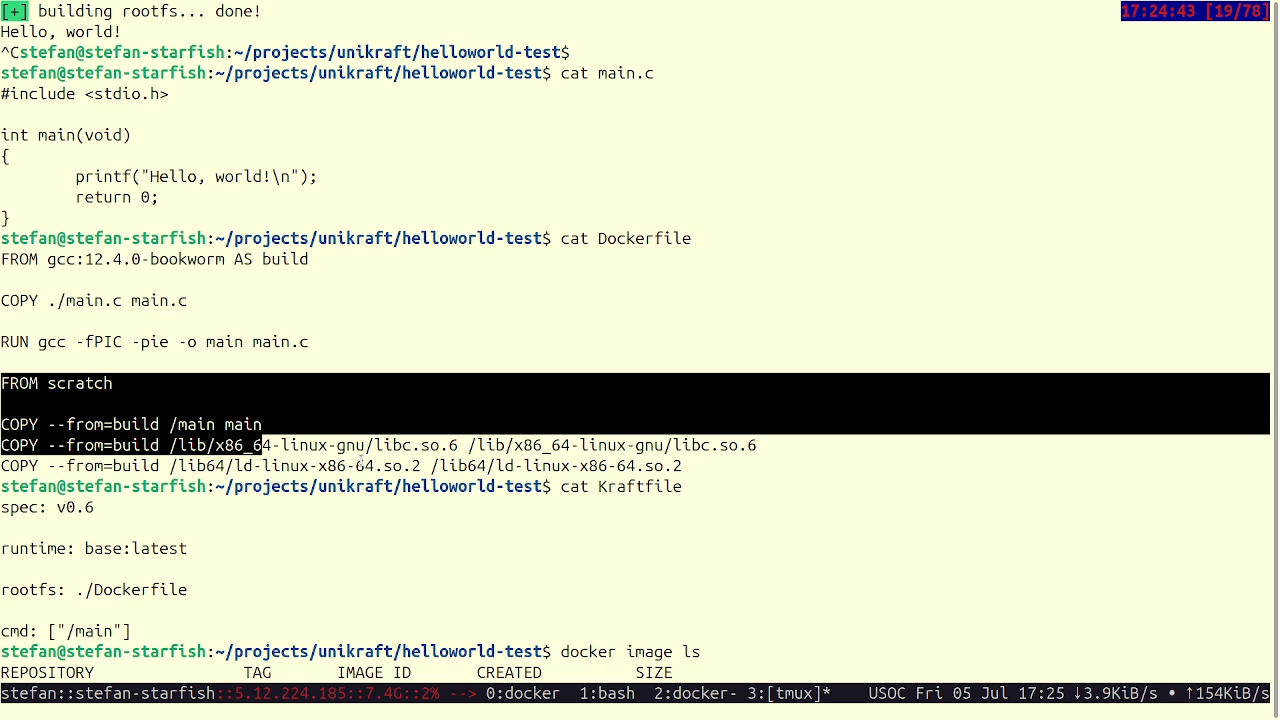 [+] building rootfs... done!
17:24:43 [19/78]
Hello, world!
^Cstefan@stefan-starfish:~/projects/unikraft/helloworld-test$
stefan@stefan-starfish:~/projects/unikraft/helloworld-test$ cat main.c
#include <stdio.h>
int main(void)
{
printf("Hello, world!\n");
return 0;
}
stefan@stefan-starfish:~/projects/unikraft/helloworld-test$ cat Dockerfile
FROM gcc:12.4.0-bookworm AS build
COPY ./main.c main.c
RUN gcc -fPIC -pie -o main main.c
FROM scratch
COPY --from=build /main main
COPY --from=build /lib/x86_64-linux-gnu/libc.so.6 /lib/x86_64-linux-gnu/libc.so.6
COPY --from=build /lib64/ld-linux-x86-64.so.2 /lib64/ld-linux-x86-64.so.2
stefan@stefan-starfish:~/projects/unikraft/helloworld-test$ cat Kraftfile
spec: v0.6
runtime: base:latest
rootfs: ./Dockerfile
cmd: ["/main"]
stefan@stefan-starfish:~/projects/unikraft/helloworld-test$ docker image ls
REPOSITORY TAG IMAGE ID CREATED SIZE
stefan::stefan-starfish::5.12.224.185::7.4G::2% --> 0:docker 1:bash 2:docker- 3:[tmux]* USOC Fri 05 Jul 17:25 ↓3.9KiB/s • ↑154KiB/s